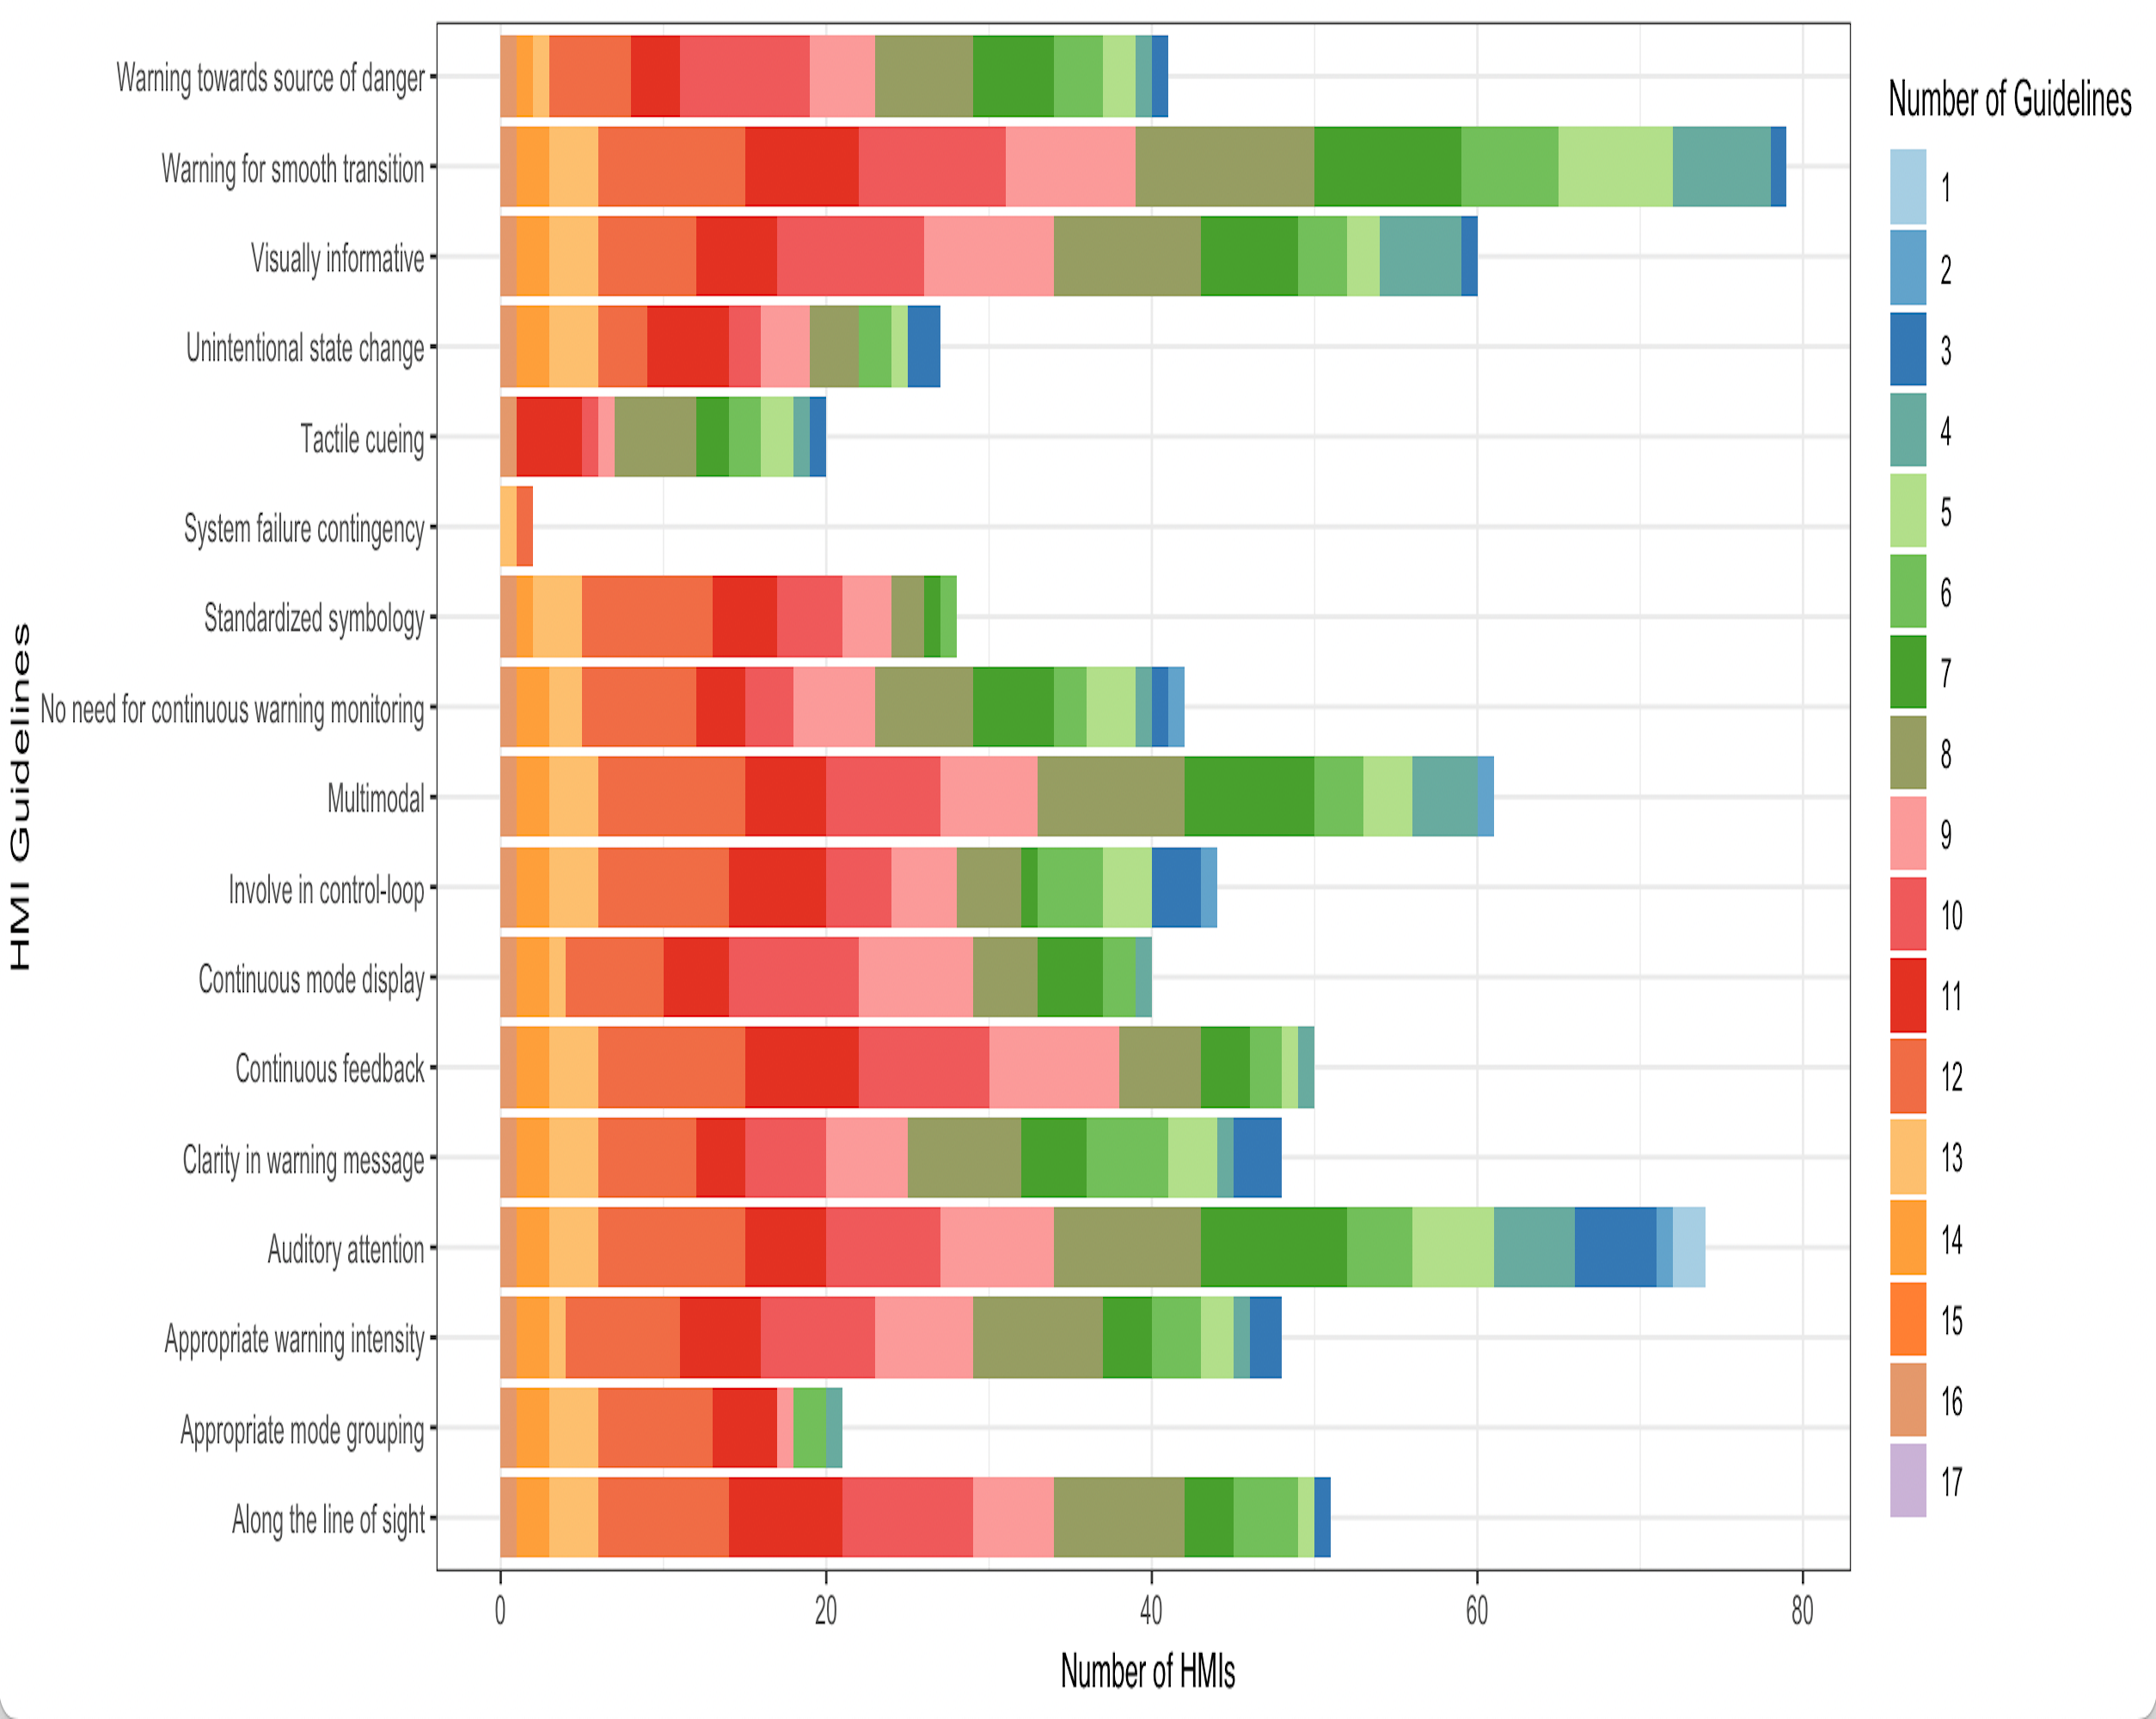 Warning towards source of danger
Warning for smooth transition
Visually informative
Unintentional state change
Tactile cueing
System failure contingency
Standardized symbology
No need for continuous warning monitoring
Multimodal
Involve in control-loop
Continuous mode display
Continuous feedback
Clarity in warning message
Auditory attention
Appropriate warning intensity
Appropriate mode grouping
Along the line of sight
HMI Guidelines
0 20 40 60 80
Number of HMIs
Number of Guidelines
1
2
3
4
5
6
7
8
9
10
11
12
13
14
15
16
17